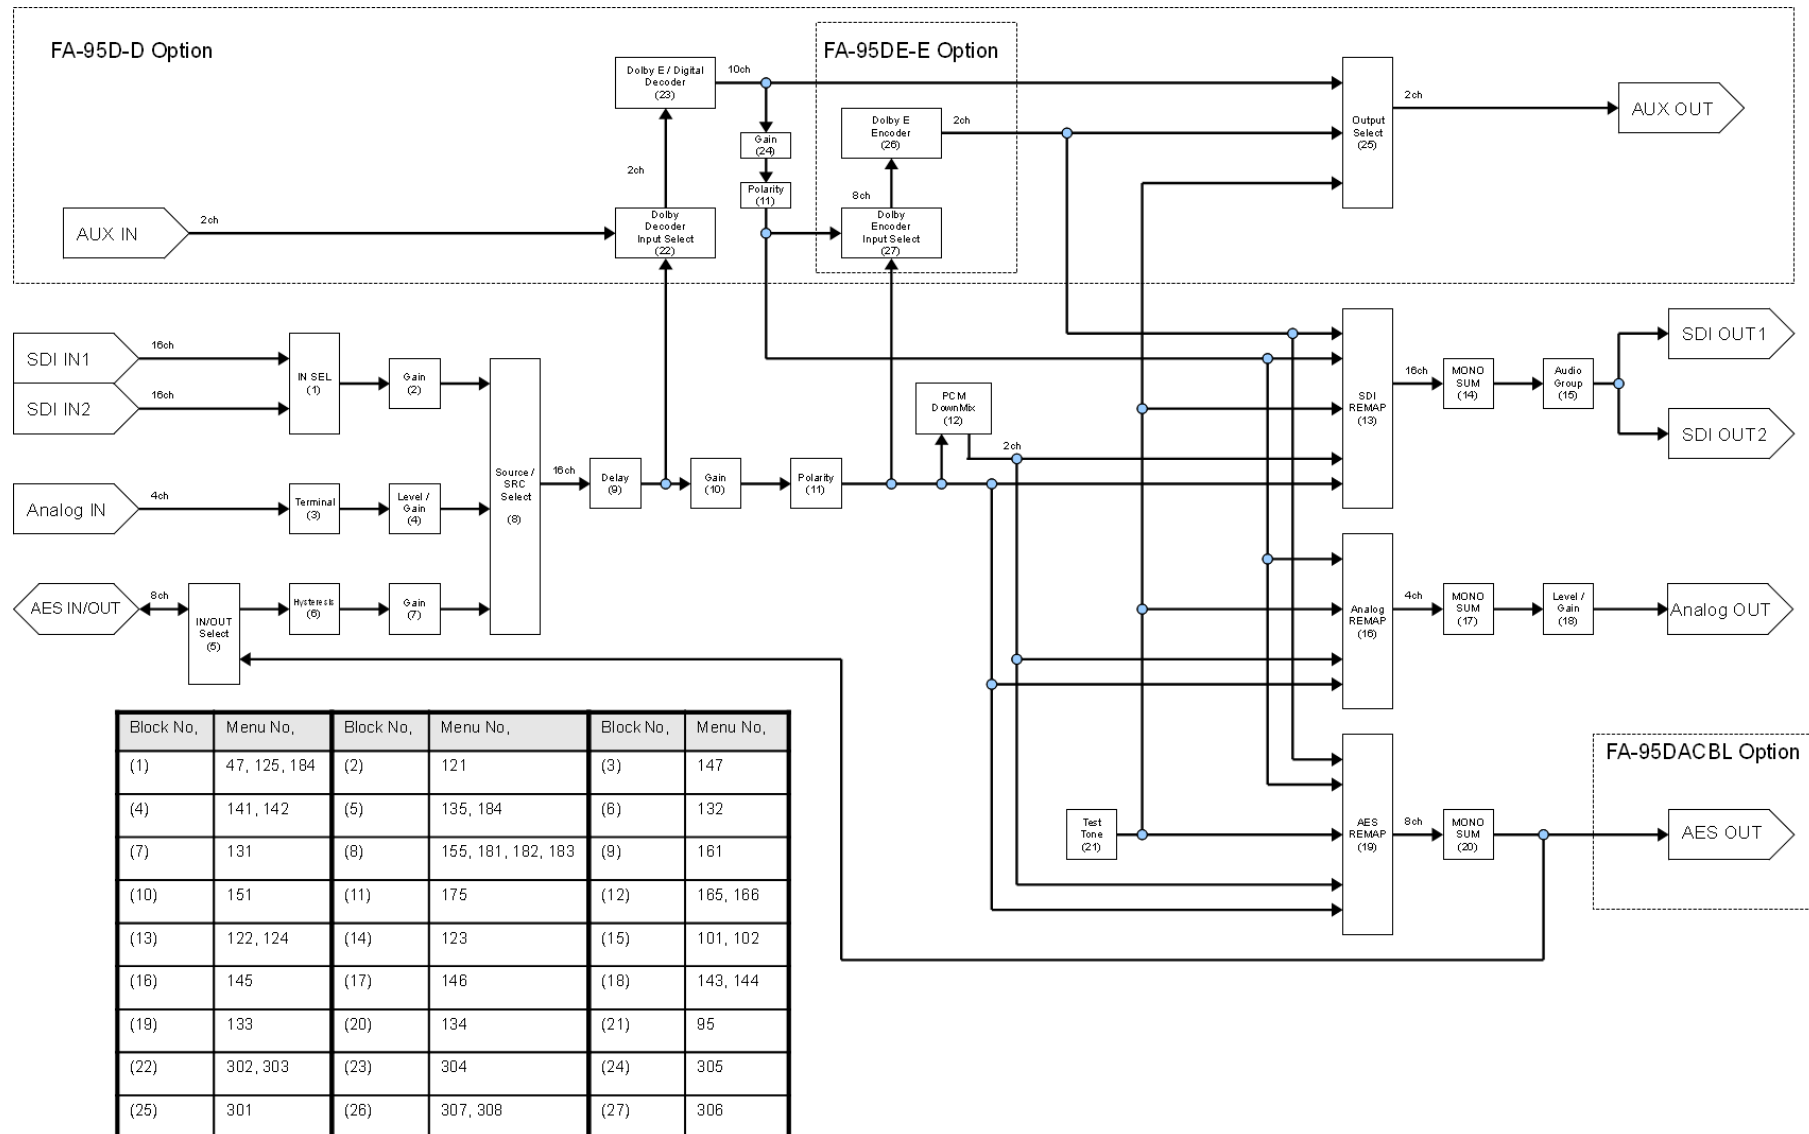 FA-95D-D Option
FA-95DE-E Option
Dolby E / Digital
Decoder
(23)
10ch
Gain
(24)
Polarity
(11)
2ch
Dolby E
Encoder
(26)
2ch
8ch
Dolby
Encoder
Input Select
(27)
Output
Select
(25)
2ch
AUX OUT
AUX IN
2ch
Dolby
Decoder
Input Select
(22)
SDI IN1
16ch
SDI IN2
16ch
IN SEL
(1)
Gain
(2)
Analog IN
4ch
Terminal
(3)
Level /
Gain
(4)
AES IN/OUT
8ch
IN/OUT
Select
(5)
Hysteresis
(6)
Gain
(7)
Source /
SRC
Select
(8)
16ch
Delay
(9)
Gain
(10)
Polarity
(11)
PCM
DownMix
(12)
2ch
SDI
REMAP
(13)
16ch
MONO
SUM
(14)
Audio
Group
(15)
SDI OUT1
SDI OUT2
Analog
REMAP
(16)
4ch
MONO
SUM
(17)
Level /
Gain
(18)
Analog OUT
Test
Tone
(21)
AES
REMAP
(19)
8ch
MONO
SUM
(20)
FA-95DACBL Option
AES OUT
Block No, Menu No, Block No, Menu No, Block No, Menu No,
(1) 47, 125, 184 (2) 121 (3) 147
(4) 141, 142 (5) 135, 184 (6) 132
(7) 131 (8) 155, 181, 182, 183 (9) 161
(10) 151 (11) 175 (12) 165, 166
(13) 122, 124 (14) 123 (15) 101, 102
(16) 145 (17) 146 (18) 143, 144
(19) 133 (20) 134 (21) 95
(22) 302, 303 (23) 304 (24) 305
(25) 301 (26) 307, 308 (27) 306